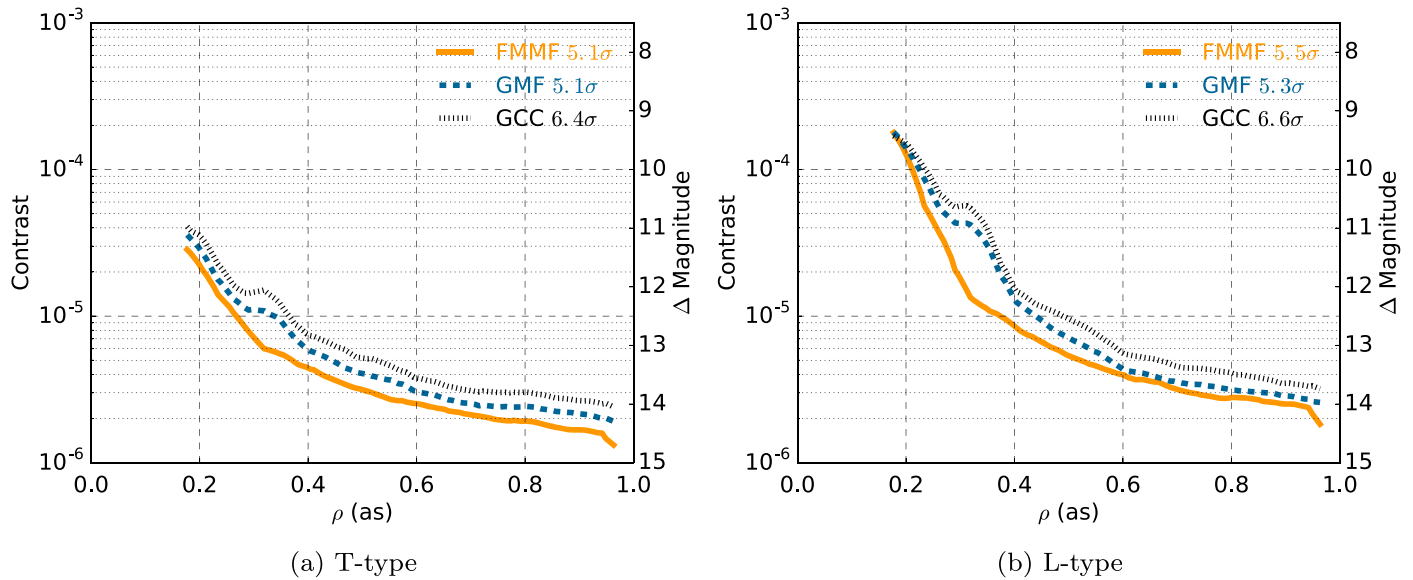 FMMF 5.1σ
GMF 5.1σ
GCC 6.4σ
10^-3
10^-4
10^-5
10^-6
Contrast
0.0 0.2 0.4 0.6 0.8 1.0
ρ (as)
8
9
10
11
12
13
14
15
Δ Magnitude
(a) T-type
FMMF 5.5σ
GMF 5.3σ
GCC 6.6σ
10^-3
10^-4
10^-5
10^-6
Contrast
0.0 0.2 0.4 0.6 0.8 1.0
ρ (as)
8
9
10
11
12
13
14
15
Δ Magnitude
(b) L-type